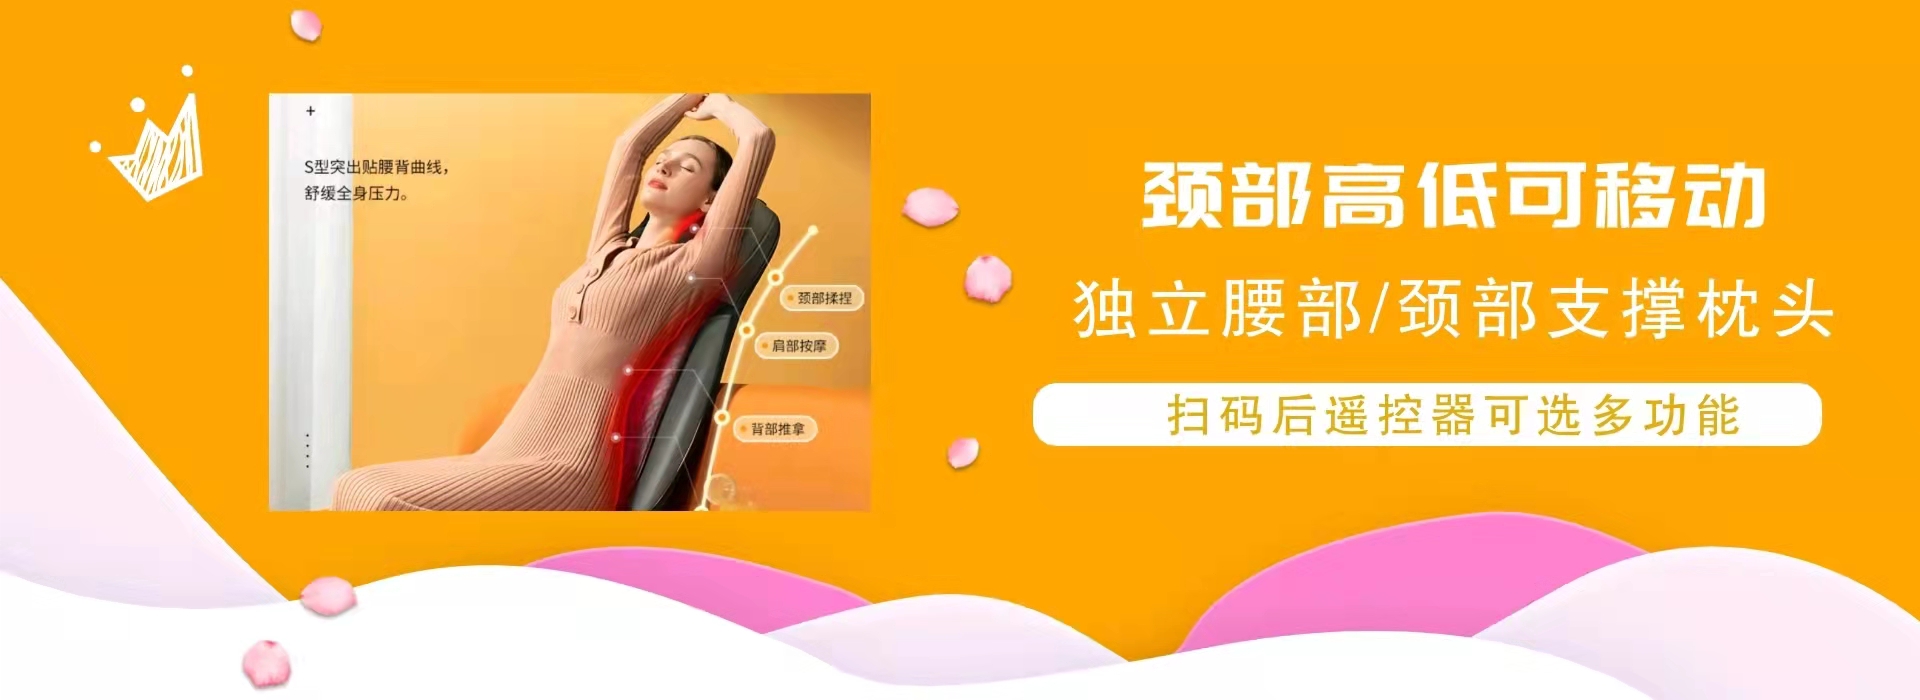 S型突出贴腰背曲线，
舒缓全身压力。
颈部揉捏
肩部按摩
背部推拿
颈部高低可移动
独立腰部/颈部支撑枕头
扫码后遥控器可选多功能